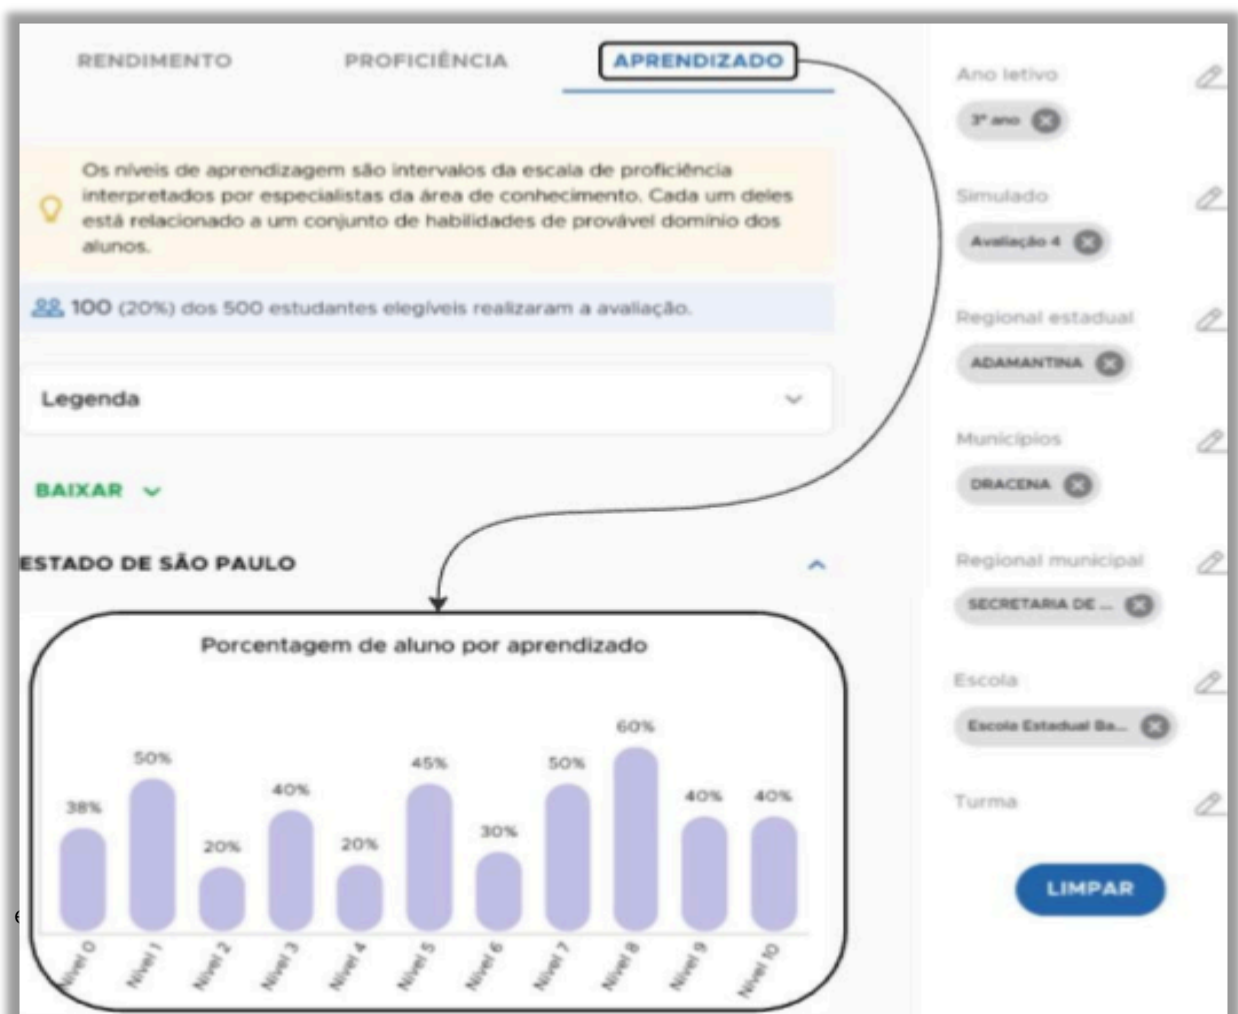 RENDIMENTO PROFICIÊNCIA APRENDIZADO
Os níveis de aprendizagem são intervalos da escala de proficiência
interpretados por especialistas da área de conhecimento. Cada um deles
está relacionado a um conjunto de habilidades de provável domínio dos
alunos.
100 (20%) dos 500 estudantes elegíveis realizaram a avaliação.
Legenda
BAIXAR
ESTADO DE SÃO PAULO
Porcentagem de aluno por aprendizado
38% 50% 20% 40% 20% 45% 30% 50% 60% 40% 40%
Nível 0 Nível 1 Nível 2 Nível 3 Nível 4 Nível 5 Nível 6 Nível 7 Nível 8 Nível 9 Nível 10
Ano letivo
3º ano
Simulado
Avaliação 4
Regional estadual
ADAMANTINA
Municípios
DRACENA
Regional municipal
SECRETARIA DE ...
Escola
Escola Estadual Ba...
Turma
LIMPAR